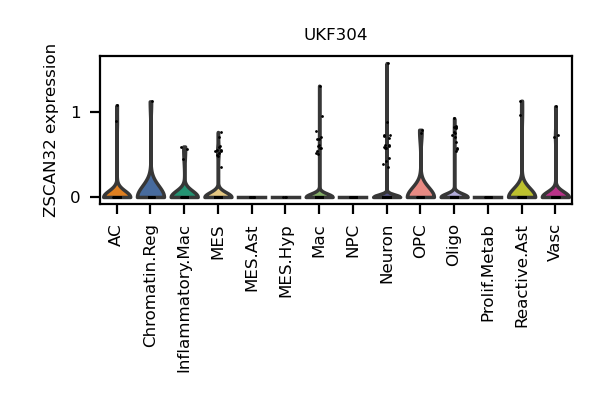 UKF304
ZSCAN32 expression
1
0
AC
Chromatin.Reg
Inflammatory.Mac
MES
MES.Ast
MES.Hyp
Mac
NPC
Neuron
OPC
Oligo
Prolif.Metab
Reactive.Ast
Vasc